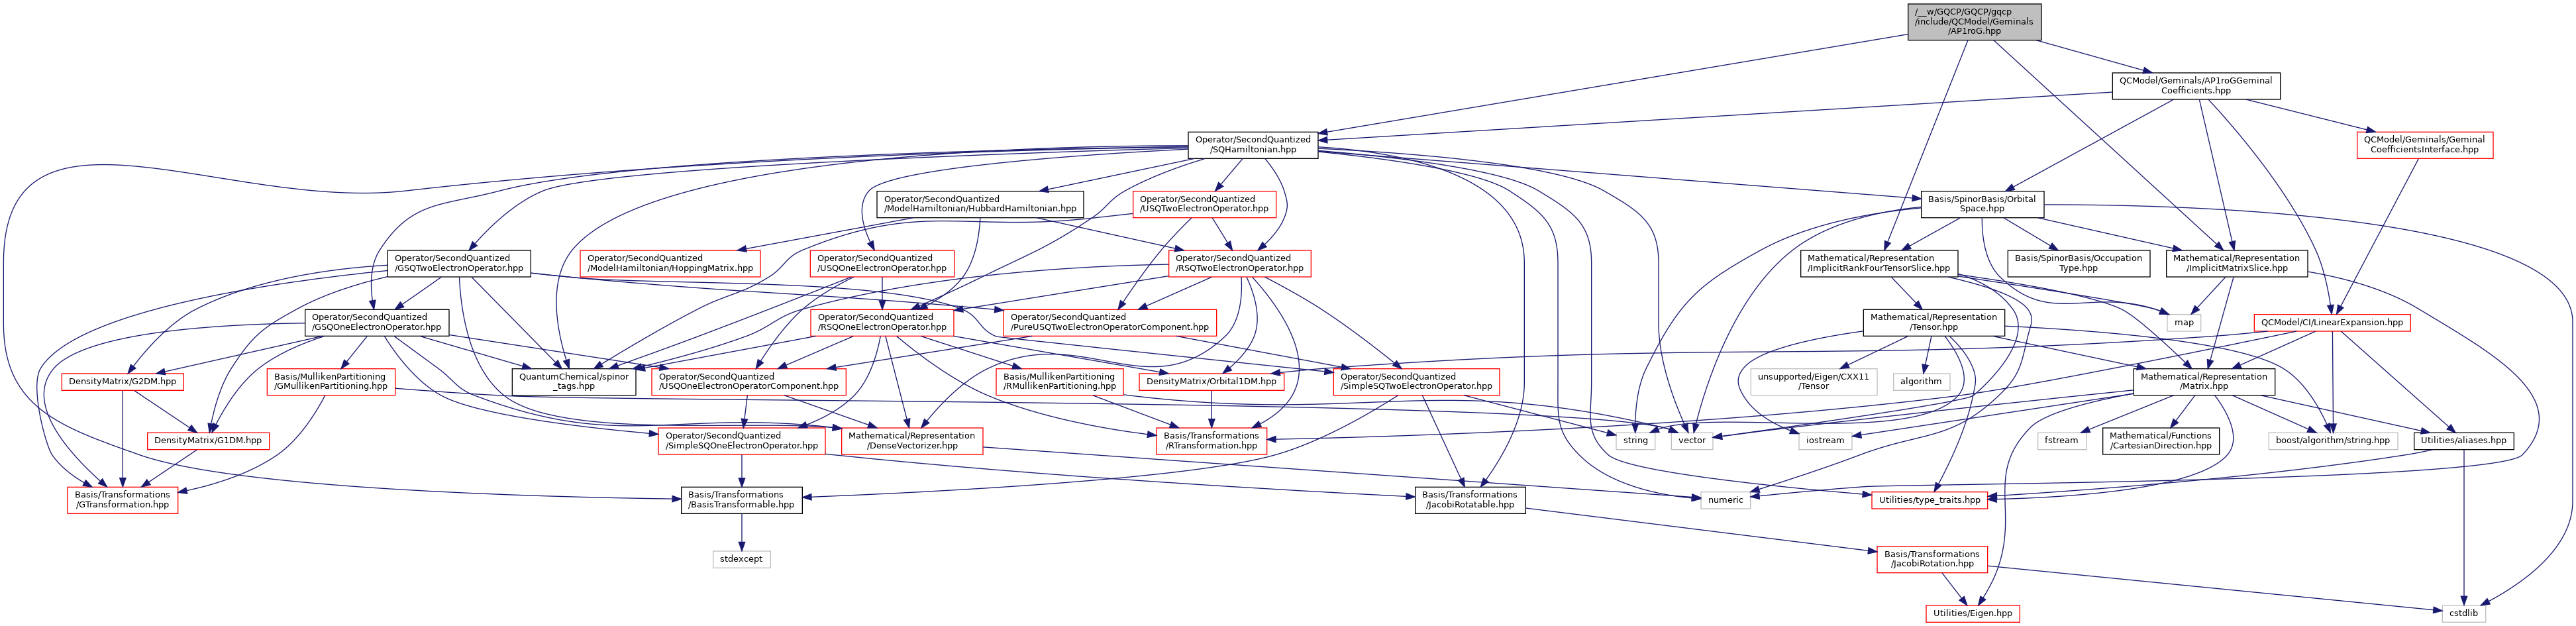 /__w/GQCP/GQCP/gqcp
/include/QCModel/Geminals
/AP1roG.hpp
QCModel/Geminals/AP1roGGeminal
Coefficients.hpp
Operator/SecondQuantized
/SQHamiltonian.hpp
QCModel/Geminals/Geminal
CoefficientsInterface.hpp
Operator/SecondQuantized
/ModelHamiltonian/HubbardHamiltonian.hpp
Operator/SecondQuantized
/USQTwoElectronOperator.hpp
Basis/SpinorBasis/Orbital
Space.hpp
Operator/SecondQuantized
/GSQTwoElectronOperator.hpp
Operator/SecondQuantized
/ModelHamiltonian/HoppingMatrix.hpp
Operator/SecondQuantized
/USQOneElectronOperator.hpp
Operator/SecondQuantized
/RSQTwoElectronOperator.hpp
Mathematical/Representation
/ImplicitRankFourTensorSlice.hpp
Basis/SpinorBasis/Occupation
Type.hpp
Mathematical/Representation
/ImplicitMatrixSlice.hpp
Operator/SecondQuantized
/GSQOneElectronOperator.hpp
Operator/SecondQuantized
/RSQOneElectronOperator.hpp
Operator/SecondQuantized
/PureUSQTwoElectronOperatorComponent.hpp
Mathematical/Representation
/Tensor.hpp
map
QCModel/CI/LinearExpansion.hpp
DensityMatrix/G2DM.hpp
Basis/MullikenPartitioning
/GMullikenPartitioning.hpp
QuantumChemical/spinor
_tags.hpp
Operator/SecondQuantized
/USQOneElectronOperatorComponent.hpp
Basis/MullikenPartitioning
/RMullikenPartitioning.hpp
DensityMatrix/Orbital1DM.hpp
Operator/SecondQuantized
/SimpleSQTwoElectronOperator.hpp
unsupported/Eigen/CXX11
/Tensor
algorithm
Mathematical/Representation
/Matrix.hpp
DensityMatrix/G1DM.hpp
Operator/SecondQuantized
/SimpleSQOneElectronOperator.hpp
Mathematical/Representation
/DenseVectorizer.hpp
Basis/Transformations
/RTransformation.hpp
string
vector
iostream
fstream
Mathematical/Functions
/CartesianDirection.hpp
boost/algorithm/string.hpp
Utilities/aliases.hpp
Basis/Transformations
/GTransformation.hpp
Basis/Transformations
/BasisTransformable.hpp
Basis/Transformations
/JacobiRotatable.hpp
numeric
Utilities/type_traits.hpp
stdexcept
Basis/Transformations
/JacobiRotation.hpp
Utilities/Eigen.hpp
cstdlib